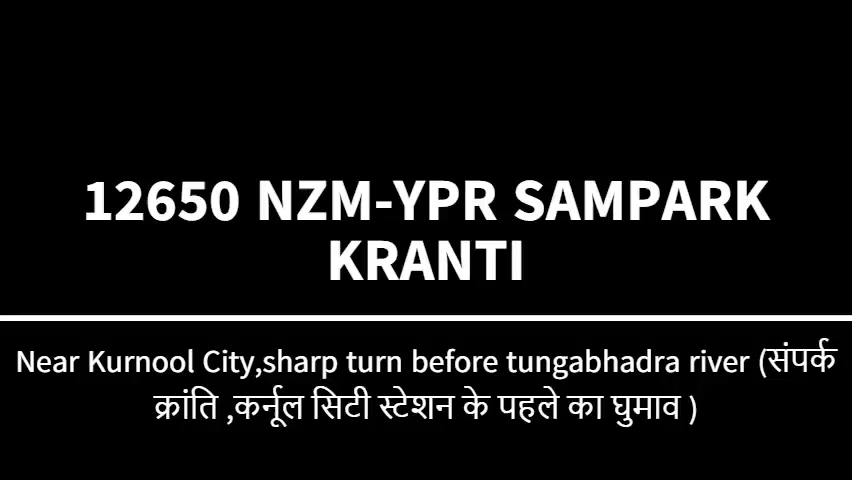 12650 NZM-YPR SAMPARK
KRANTI
Near Kurnool City,sharp turn before tungabhadra river (संपर्क
क्रांति ,कर्नूल सिटी स्टेशन के पहले का घुमाव )